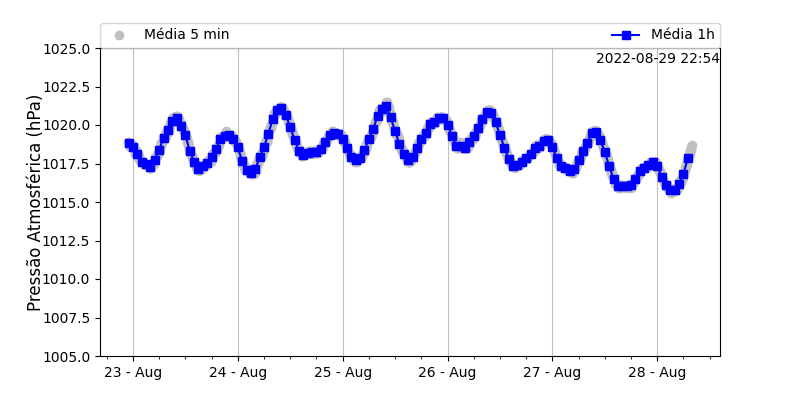 Média 5 min
Média 1h
2022-08-29 22:54
Pressão Atmosférica (hPa)
1025.0
1022.5
1020.0
1017.5
1015.0
1012.5
1010.0
1007.5
1005.0
23 - Aug
24 - Aug
25 - Aug
26 - Aug
27 - Aug
28 - Aug